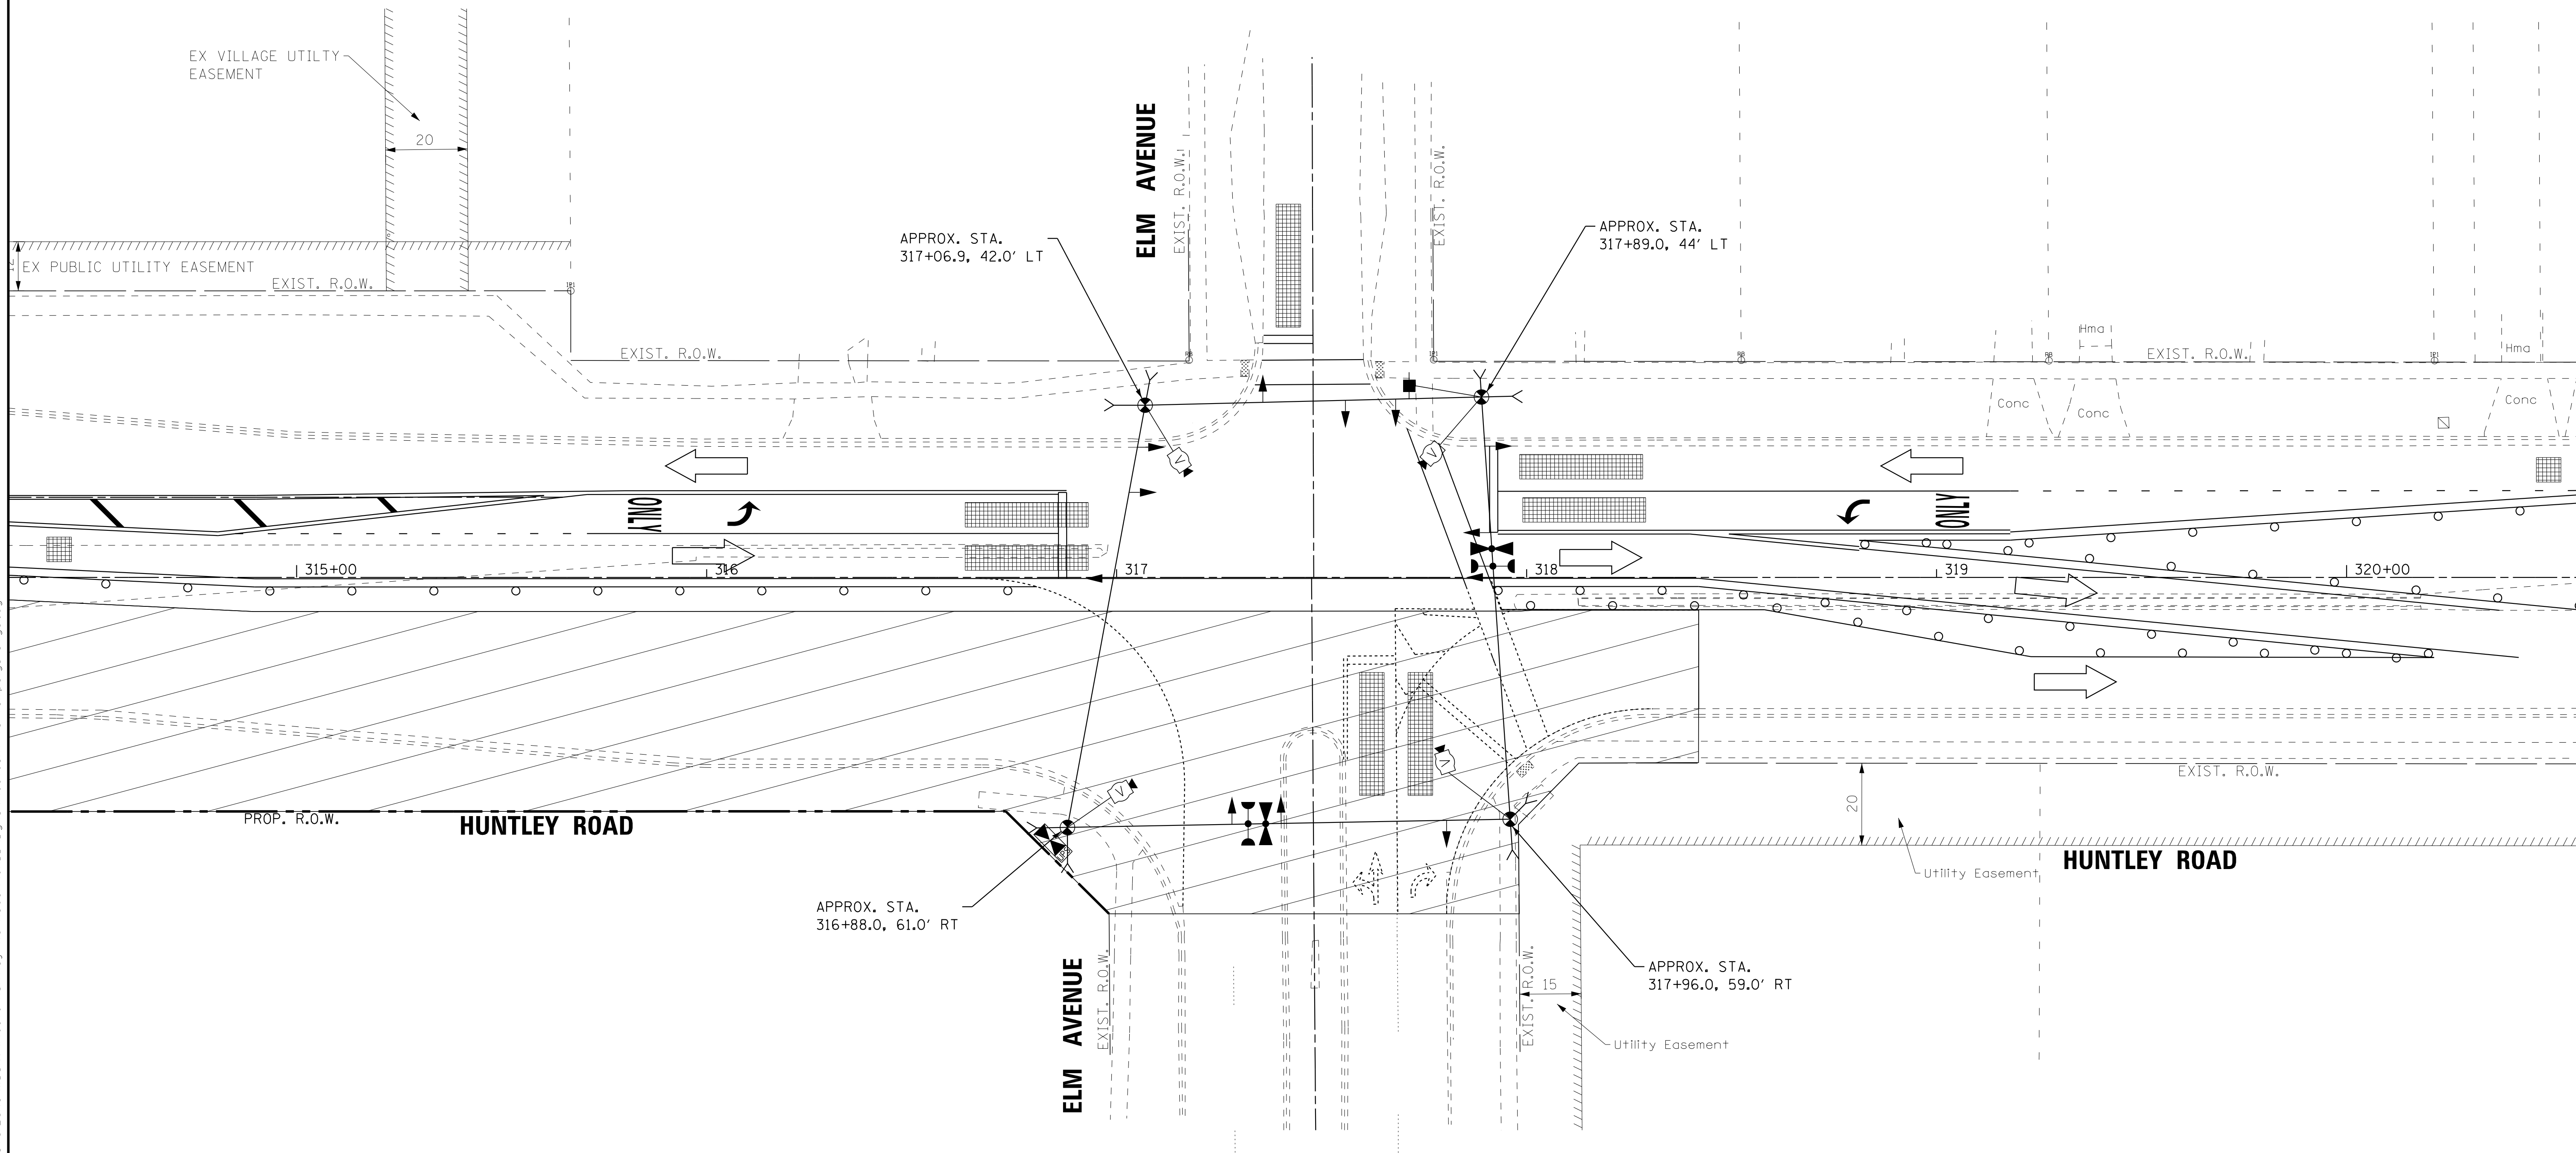 EX VILLAGE UTILTY
EASEMENT
20
EX PUBLIC UTILITY EASEMENT
EXIST. R.O.W.
EXIST. R.O.W.
ELM AVENUE
EXIST. R.O.W.
EXIST. R.O.W.
APPROX. STA.
317+06.9, 42.0' LT
APPROX. STA.
317+89.0, 44' LT
Hma
EXIST. R.O.W.
Hma
Conc
Conc
Conc
V
V
ONLY
ONLY
315+00
316
317
318
319
320+00
V
V
PROP. R.O.W.
HUNTLEY ROAD
UPS
EXIST. R.O.W.
20
Utility Easement
HUNTLEY ROAD
APPROX. STA.
316+88.0, 61.0' RT
APPROX. STA.
317+96.0, 59.0' RT
ELM AVENUE
EXIST. R.O.W.
EXIST. R.O.W.
15
Utility Easement